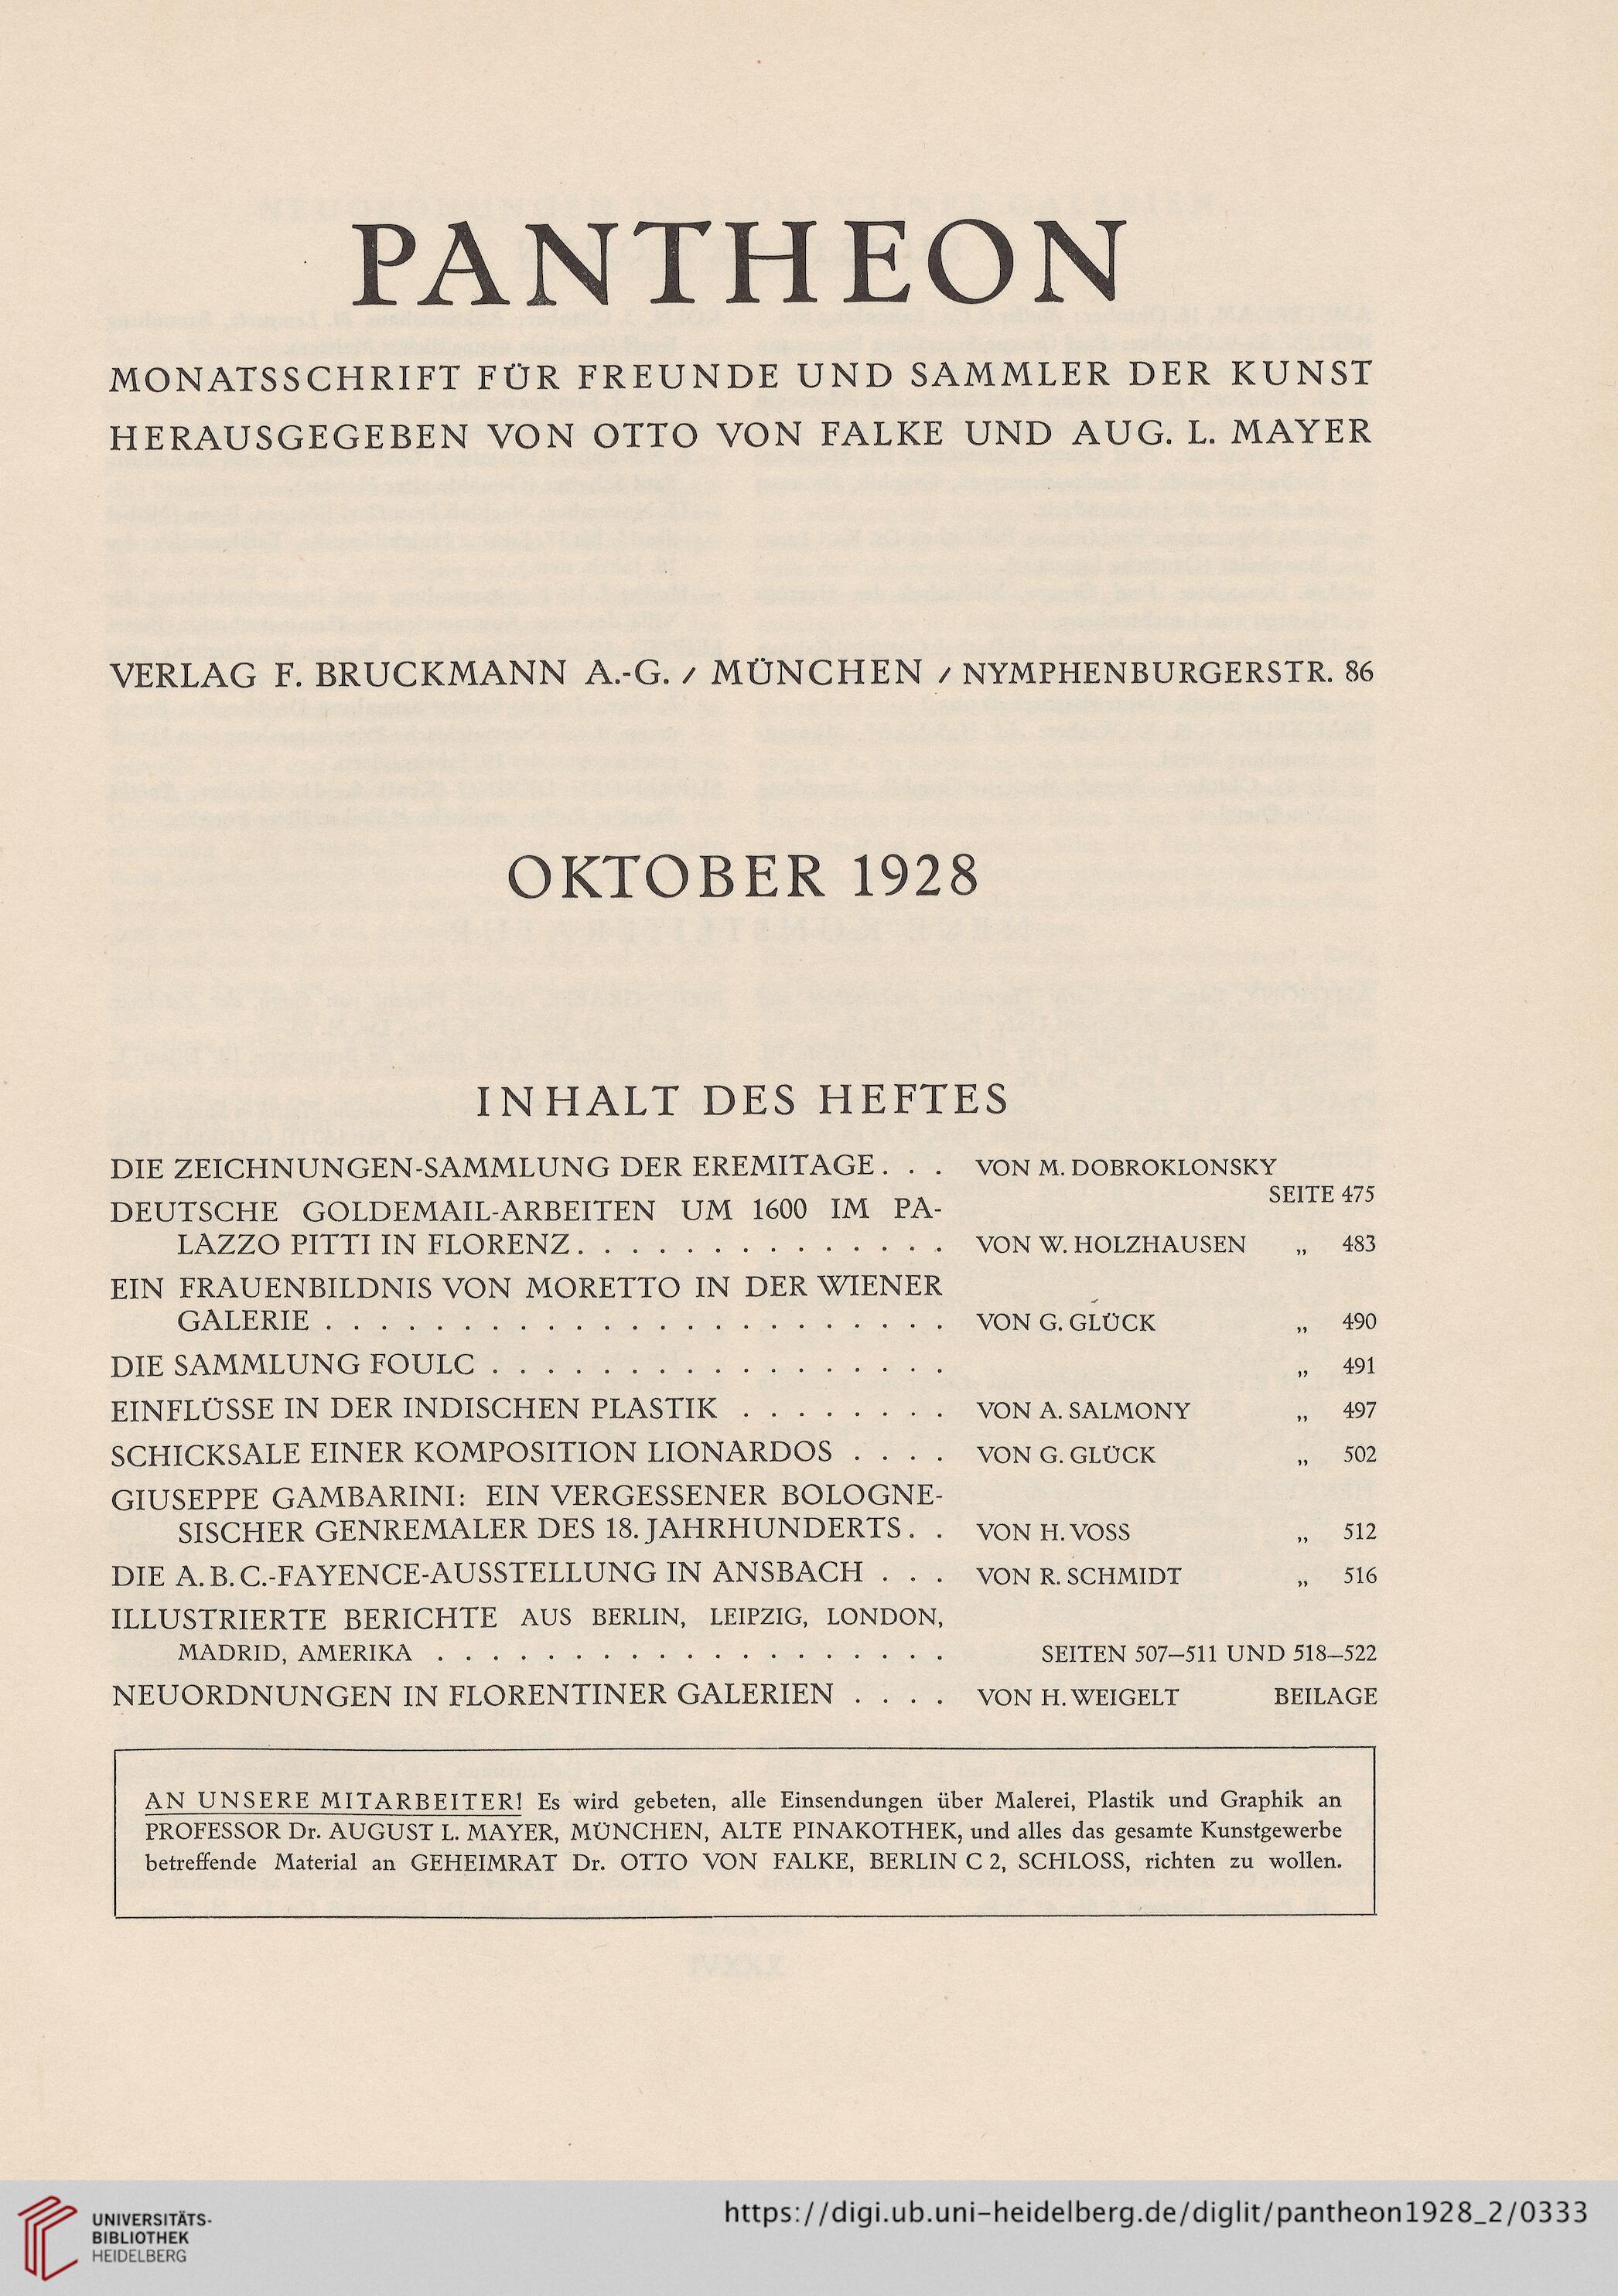 PANTHEON
MONATSSCHRIFT FÜR FREUNDE UND SAMMLER DER KUNST
HERAUSGEGEBEN VON OTTO VON FALKE UND AUG. L. MAYER
VERLAG F. BRUCKMANN A.-G. / MÜNCHEN / NYMPHENBURGERSTR. 86
OKTOBER 1928
INHALT DES HEFTES
DIE ZEICHNUNGEN-SAMMLUNG DER EREMITAGE. . . VON M. DOBROKLONSKY
SEITE 475
DEUTSCHE GOLDEMAIL-ARBEITEN UM 1600 IM PA-
LAZZO PITTI IN FLORENZ. . . . . . . . . . . . . . VON W. HOLZHAUSEN „ 483
EIN FRAUENBILDNIS VON MORETTO IN DER WIENER
GALERIE . . . . . . . . . . . . . . . . . . . . . . . VON G. GLÜCK „ 490
DIE SAMMLUNG FOULC . . . . . . . . . . . . . . . . . „ 491
EINFLÜSSE IN DER INDISCHEN PLASTIK . . . . . . . . VON A. SALMONY „ 497
SCHICKSALE EINER KOMPOSITION LIONARDOS . . . . VON G. GLÜCK „ 502
GIUSEPPE GAMBARINI: EIN VERGESSENER BOLOGNE-
SISCHER GENREMALER DES 18. JAHRHUNDERTS. . VON H. VOSS „ 512
DIE A. B. C.-FAYENCE-AUSSTELLUNG IN ANSBACH . . . VON R. SCHMIDT „ 516
ILLUSTRIERTE BERICHTE AUS BERLIN, LEIPZIG, LONDON,
MADRID, AMERIKA . . . . . . . . . . . . . . . . . . . SEITEN 507–511 UND 518–522
NEUORDNUNGEN IN FLORENTINER GALERIEN . . . . VON H. WEIGELT BEILAGE
AN UNSERE MITARBEITER! Es wird gebeten, alle Einsendungen über Malerei, Plastik und Graphik an
PROFESSOR Dr. AUGUST L. MAYER, MÜNCHEN, ALTE PINAKOTHEK, und alles das gesamte Kunstgewerbe
betreffende Material an GEHEIMRAT Dr. OTTO VON FALKE, BERLIN C 2, SCHLOSS, richten zu wollen.
UNIVERSITÄTS-
BIBLIOTHEK
HEIDELBERG
https://digi.ub.uni-heidelberg.de/diglit/pantheon1928_2/0333